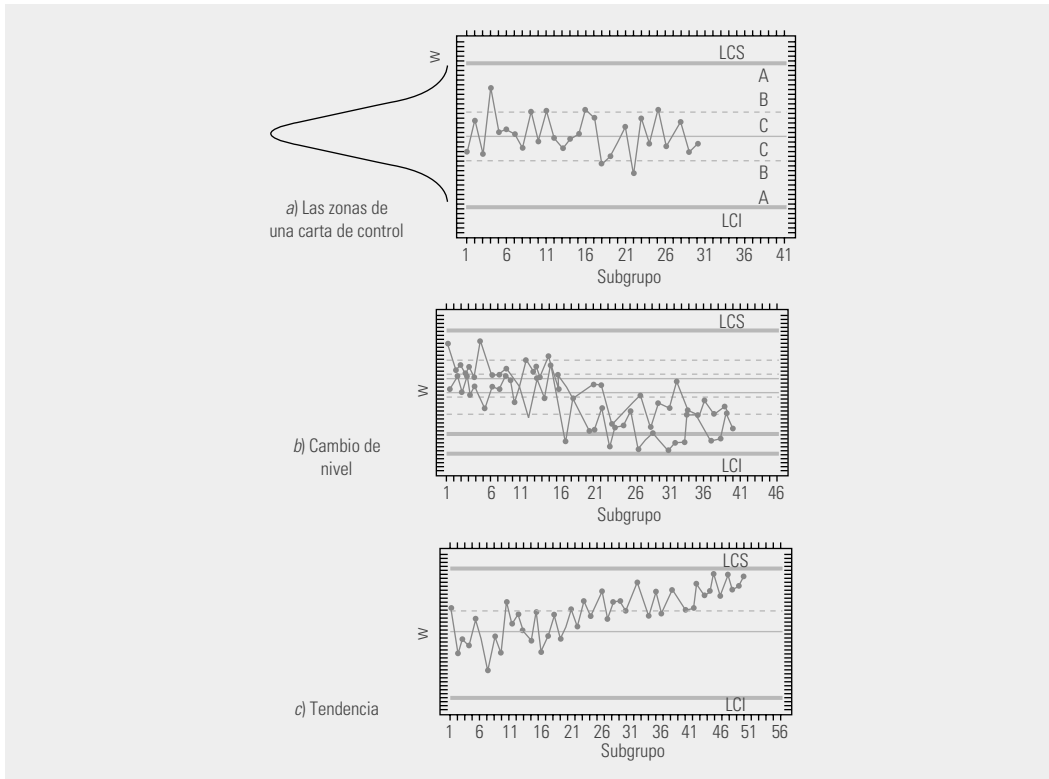 LCS
W
A
B
C
C
B
A
LCI
a) Las zonas de
una carta de control
1 6 11 16 21 26 31 36 41
Subgrupo
LCS
W
b) Cambio de
nivel
LCI
1 6 11 16 21 26 31 36 41 46
Subgrupo
LCS
W
c) Tendencia
LCI
1 6 11 16 21 26 31 36 41 46 51 56
Subgrupo